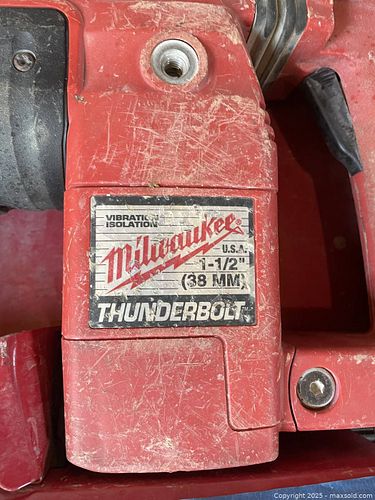 VIBRATION
ISOLATION
Milwaukee
U.S.A.
1-1/2"
(38 MM)
THUNDERBOLT
Copyright ©2025 - maxsold.com